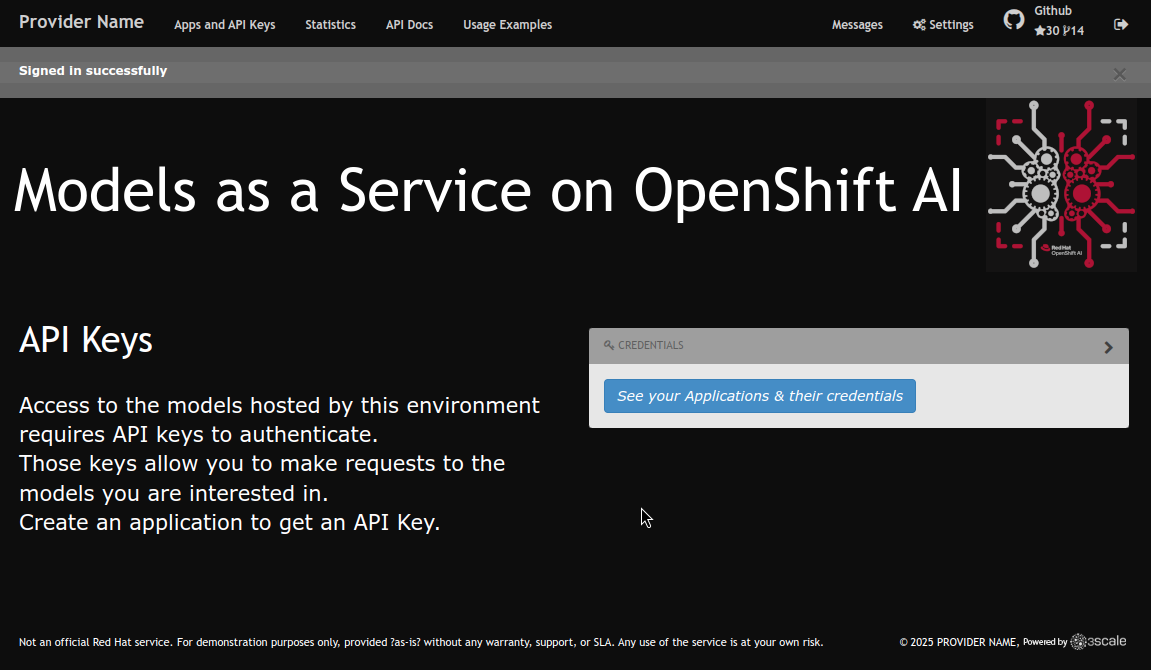 Provider Name
Apps and API Keys
Statistics
API Docs
Usage Examples
Messages
Settings
Github
30 14
Signed in successfully
Models as a Service on OpenShift AI
Red Hat
OpenShift AI
API Keys
CREDENTIALS
See your Applications & their credentials
Access to the models hosted by this environment
requires API keys to authenticate.
Those keys allow you to make requests to the
models you are interested in.
Create an application to get an API Key.
Not an official Red Hat service. For demonstration purposes only, provided ?as-is? without any warranty, support, or SLA. Any use of the service is at your own risk.
© 2025 PROVIDER NAME, Powered by 3scale